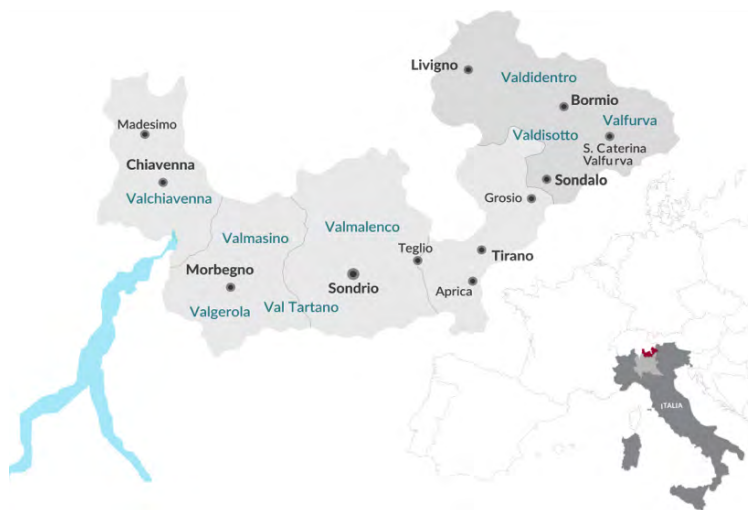 Livigno
Valdidentro
Bormio
Valfurva
Madesimo
Valdisotto
S. Caterina
Valfurva
Chiavenna
Sondalo
Valchiavenna
Grosio
Valmasino
Valmalenco
Teglio
Tirano
Morbegno
Sondrio
Aprica
Valgerola
Val Tartano
ITALIA